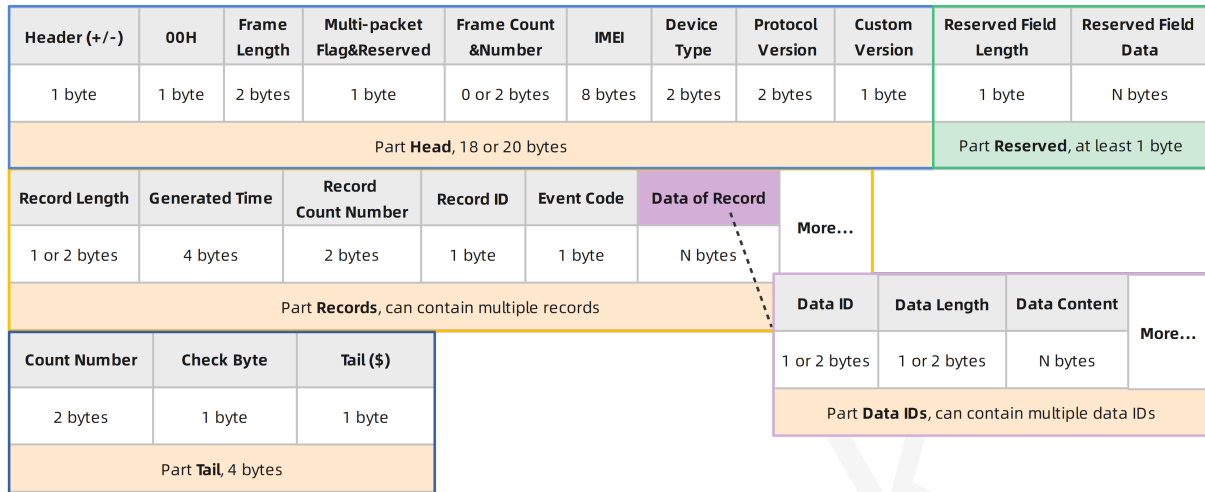 Header (+/-)
00H
Frame
Length
Multi-packet
Flag&Reserved
Frame Count
&Number
IMEI
Device
Type
Protocol
Version
Custom
Version
Reserved Field
Length
Reserved Field
Data
1 byte
1 byte
2 bytes
1 byte
0 or 2 bytes
8 bytes
2 bytes
2 bytes
1 byte
1 byte
N bytes
Part Head, 18 or 20 bytes
Part Reserved, at least 1 byte
Record Length
Generated Time
Record
Count Number
Record ID
Event Code
Data of Record
More...
1 or 2 bytes
4 bytes
2 bytes
1 byte
1 byte
N bytes
Part Records, can contain multiple records
Data ID
Data Length
Data Content
More...
1 or 2 bytes
1 or 2 bytes
N bytes
Part Data IDs, can contain multiple data IDs
Count Number
Check Byte
Tail ($)
2 bytes
1 byte
1 byte
Part Tail, 4 bytes